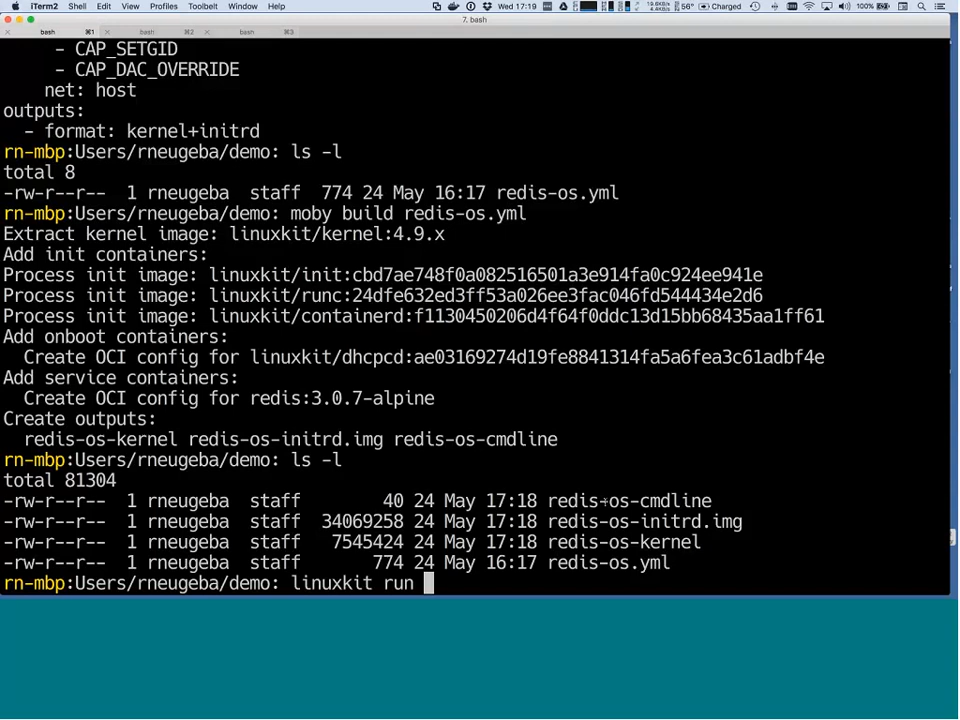 iTerm2 Shell Edit View Profiles Toolbelt Window Help Wed 17:19 56° Charged 100%
7. bash
bash ⌘1 bash ⌘2 bash ⌘3
- CAP_SETGID
- CAP_DAC_OVERRIDE
net: host
outputs:
- format: kernel+initrd
rn-mbp:Users/rneugeba/demo: ls -l
total 8
-rw-r--r-- 1 rneugeba staff 774 24 May 16:17 redis-os.yml
rn-mbp:Users/rneugeba/demo: moby build redis-os.yml
Extract kernel image: linuxkit/kernel:4.9.x
Add init containers:
Process init image: linuxkit/init:cbd7ae748f0a082516501a3e914fa0c924ee941e
Process init image: linuxkit/runc:24dfe632ed3ff53a026ee3fac046fd544434e2d6
Process init image: linuxkit/containerd:f1130450206d4f64f0ddc13d15bb68435aa1ff61
Add onboot containers:
Create OCI config for linuxkit/dhcpcd:ae03169274d19fe8841314fa5a6fea3c61adbf4e
Add service containers:
Create OCI config for redis:3.0.7-alpine
Create outputs:
redis-os-kernel redis-os-initrd.img redis-os-cmdline
rn-mbp:Users/rneugeba/demo: ls -l
total 81304
-rw-r--r-- 1 rneugeba staff 40 24 May 17:18 redis-os-cmdline
-rw-r--r-- 1 rneugeba staff 34069258 24 May 17:18 redis-os-initrd.img
-rw-r--r-- 1 rneugeba staff 7545424 24 May 17:18 redis-os-kernel
-rw-r--r-- 1 rneugeba staff 774 24 May 16:17 redis-os.yml
rn-mbp:Users/rneugeba/demo: linuxkit run